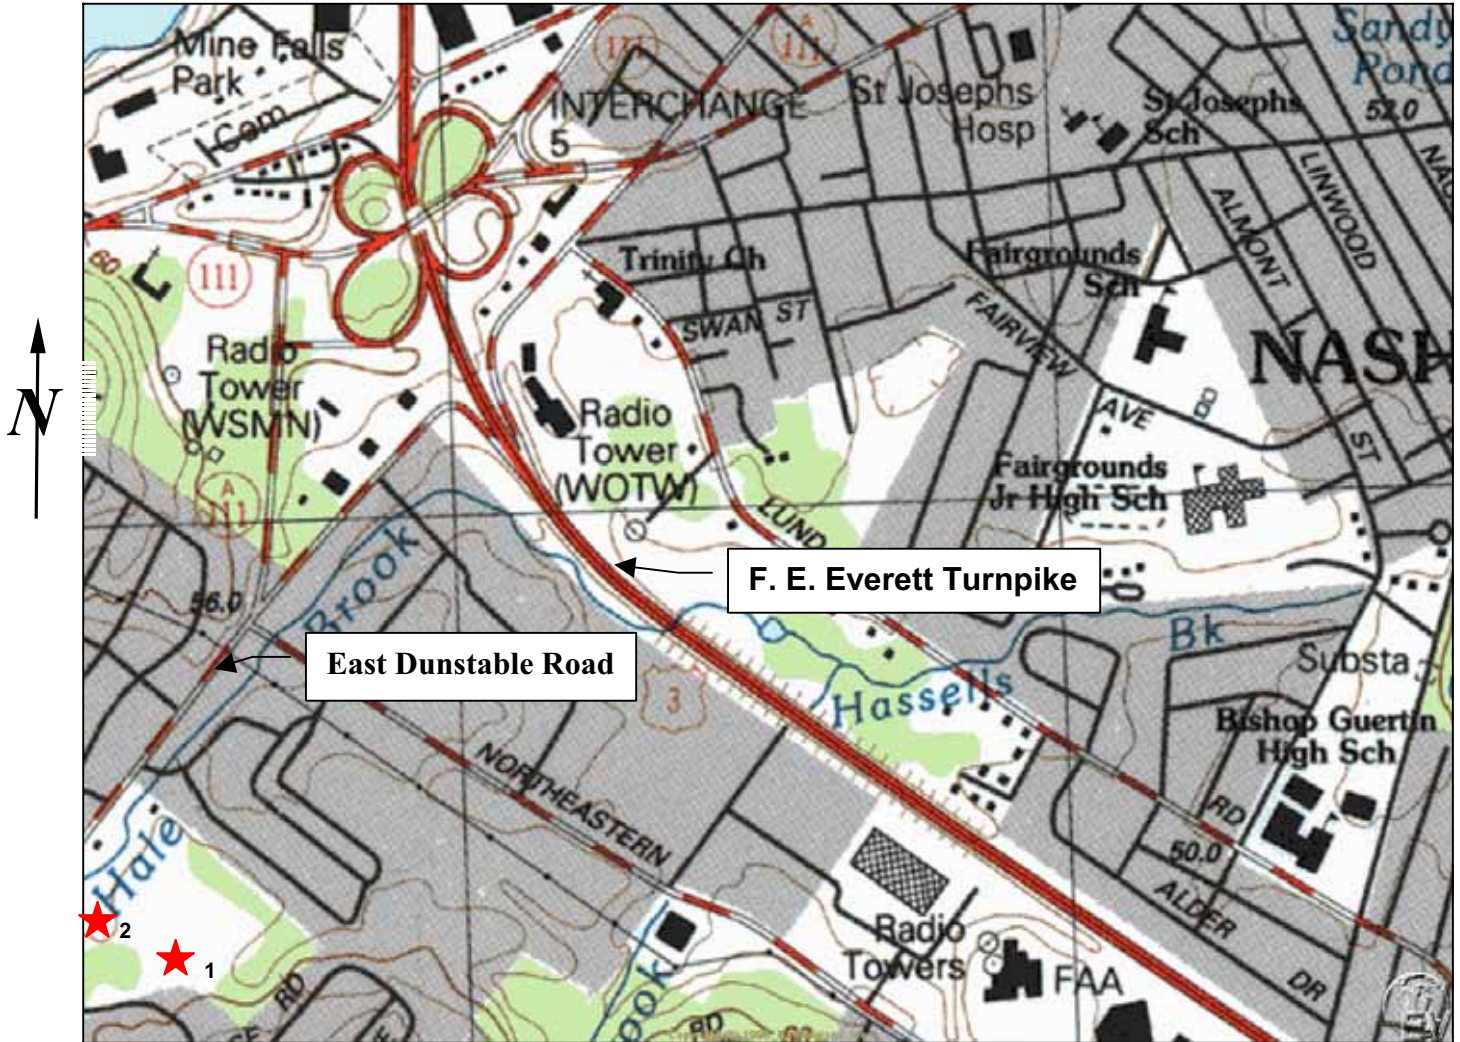 Mine Falls
Park
Com
INTERCHANGE
5
111
A
111
St Josephs
Hosp
St Josephs
Sch
Sandy
Pond
52.0
LINWOOD
ALMONT
ST
60
111
Trinity Ch
SWAN ST
Fairgrounds
Sch
FAIRVIEW
AVE
NASH
N
Radio
Tower
(WSMN)
Radio
Tower
(WOTW)
Fairgrounds
Jr High Sch
A
111
LUND
RD
F. E. Everett Turnpike
56.0
Brook
East Dunstable Road
3
Hassells
Bk
Substa
Bishop Guertin
High Sch
NORTHEASTERN
50.0
ALDER
DR
Hale
2
1
RD
Radio
Towers
FAA
ook
RD
60